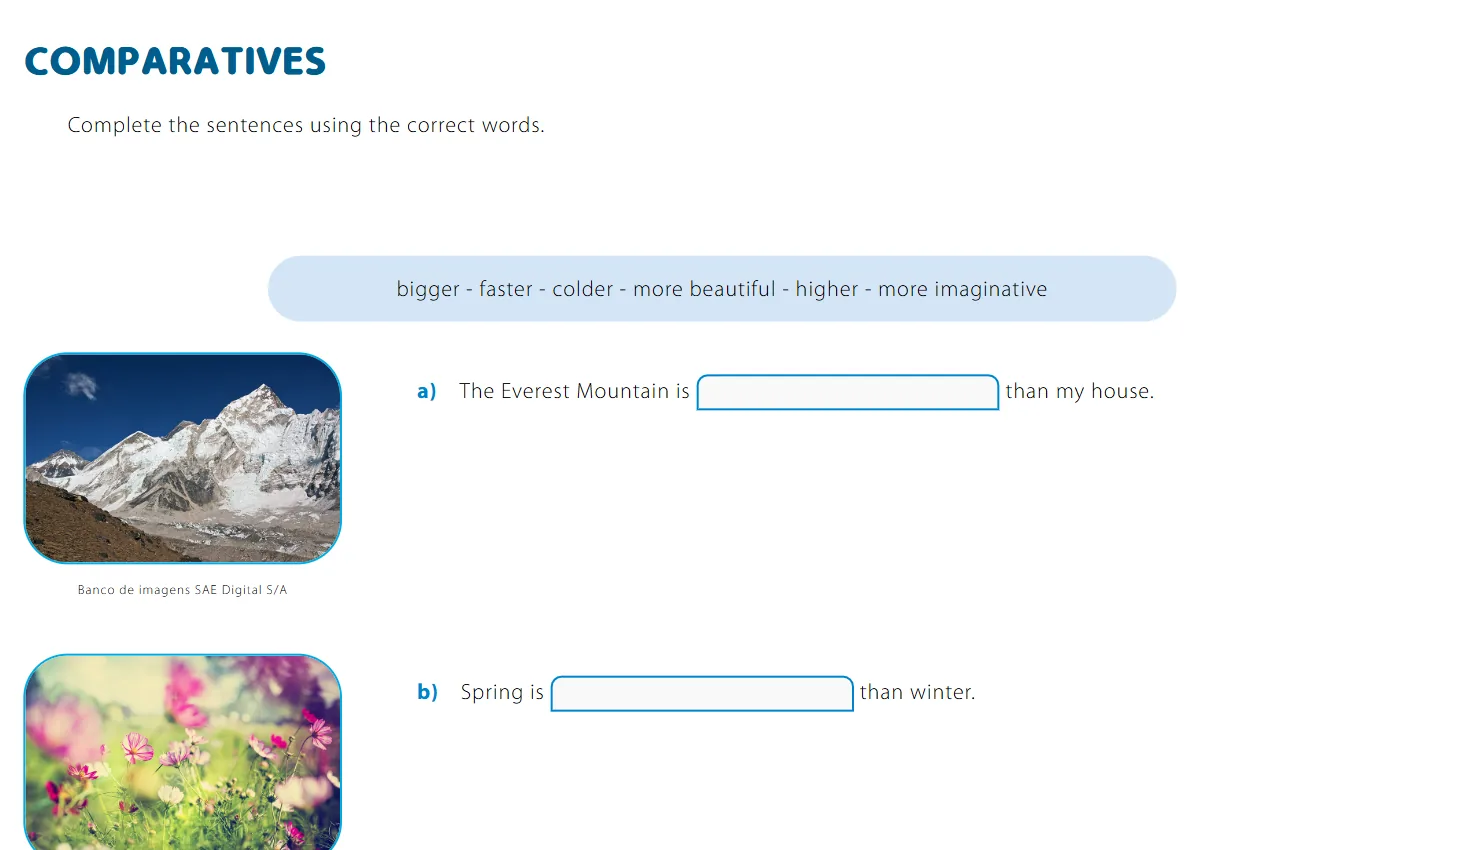 COMPARATIVES
Complete the sentences using the correct words.
bigger - faster - colder - more beautiful - higher - more imaginative
a) The Everest Mountain is than my house.
Banco de imagens SAE Digital S/A
b) Spring is than winter.